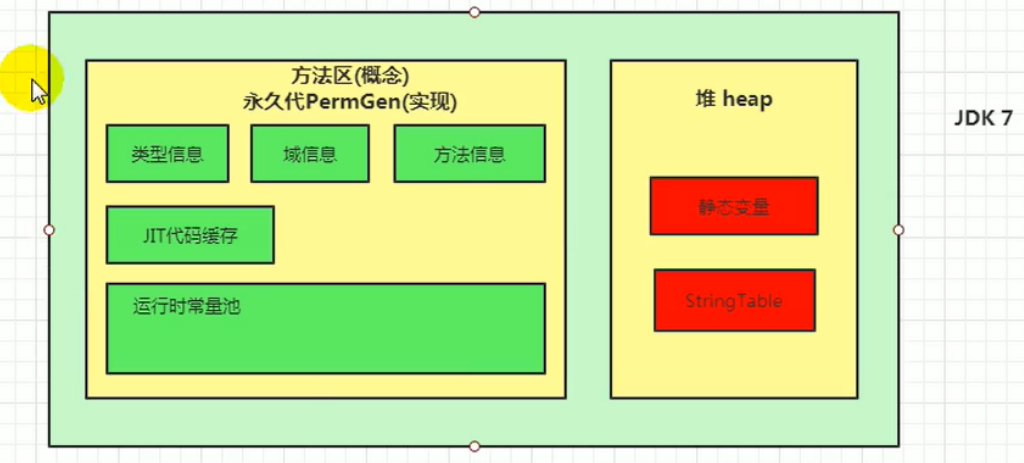 方法区(概念)
永久代PermGen(实现)
堆 heap
JDK 7
类型信息
域信息
方法信息
静态变量
JIT代码缓存
StringTable
运行时常量池